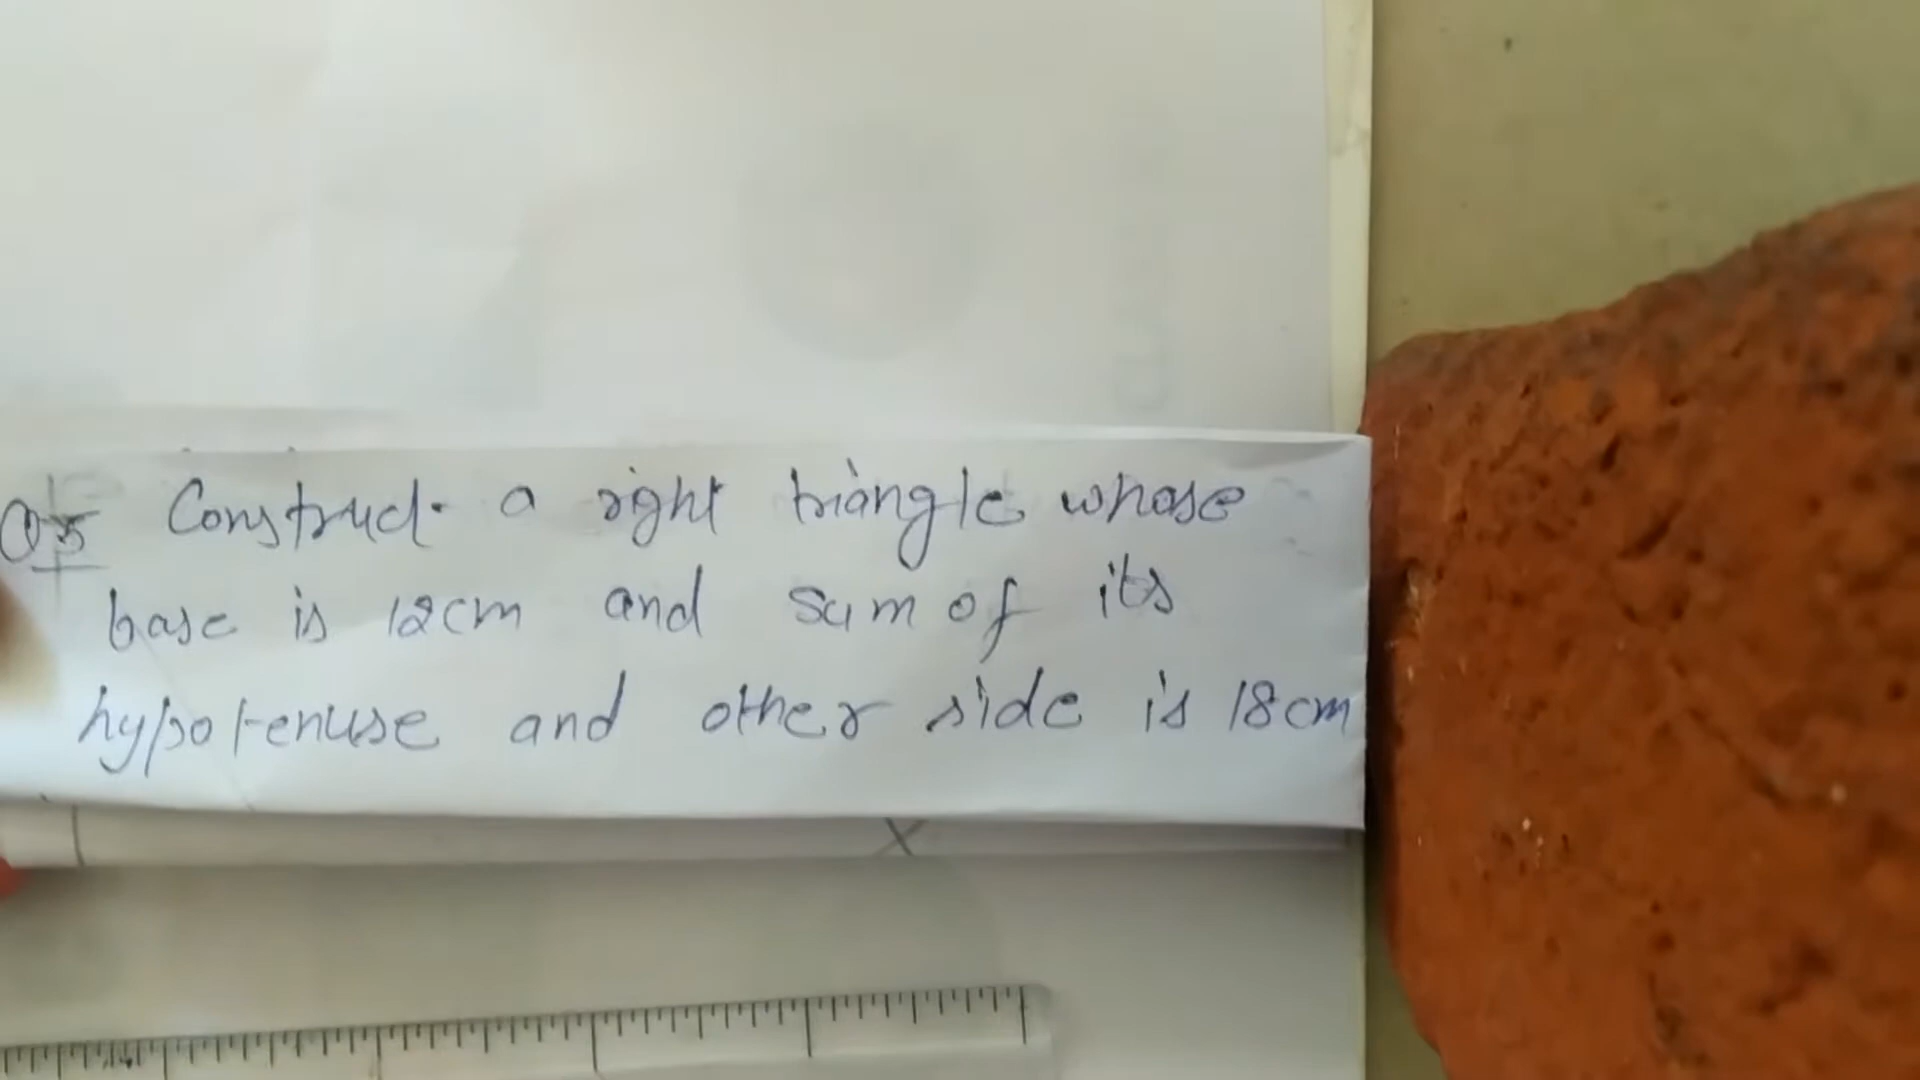 Q5 Construct a right triangle whose
base is 12cm and sum of its
hypotenuse and other side is 18cm
X